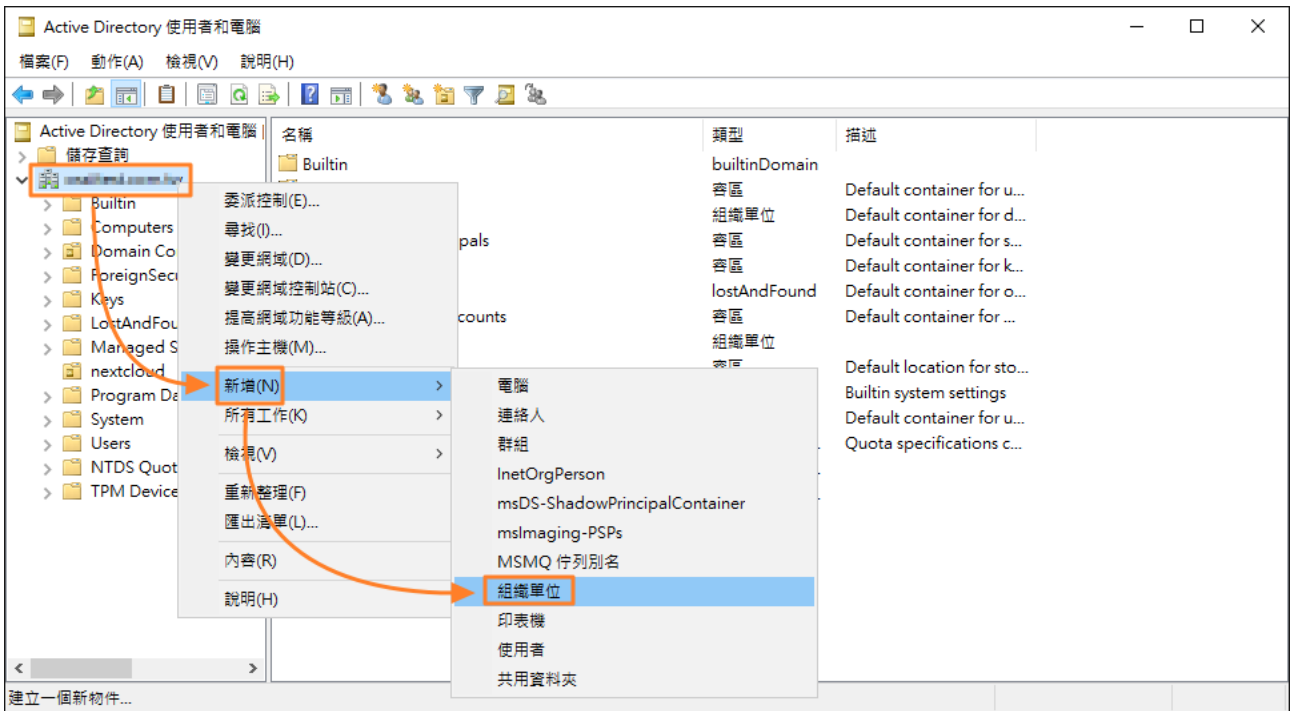 Active Directory 使用者和電腦
檔案(F) 動作(A) 檢視(V) 說明(H)
Active Directory 使用者和電腦
儲存查詢
Builtin
Computers
Domain Co
ForeignSecu
Keys
LostAndFou
Managed S
nextcloud
Program Da
System
Users
NTDS Quot
TPM Device
名稱 類型 描述
Builtin builtinDomain
容區 Default container for u...
組織單位 Default container for d...
pals 容區 Default container for s...
容區 Default container for k...
lostAndFound Default container for o...
counts 容區 Default container for ...
組織單位
容區 Default location for sto...
Builtin system settings
Default container for u...
Quota specifications c...
委派控制(E)...
尋找(I)...
變更網域(D)...
變更網域控制站(C)...
提高網域功能等級(A)...
操作主機(M)...
新增(N)
所有工作(K)
檢視(V)
重新整理(F)
匯出清單(L)...
內容(R)
說明(H)
電腦
連絡人
群組
InetOrgPerson
msDS-ShadowPrincipalContainer
msImaging-PSPs
MSMQ 佇列別名
組織單位
印表機
使用者
共用資料夾
建立一個新物件...